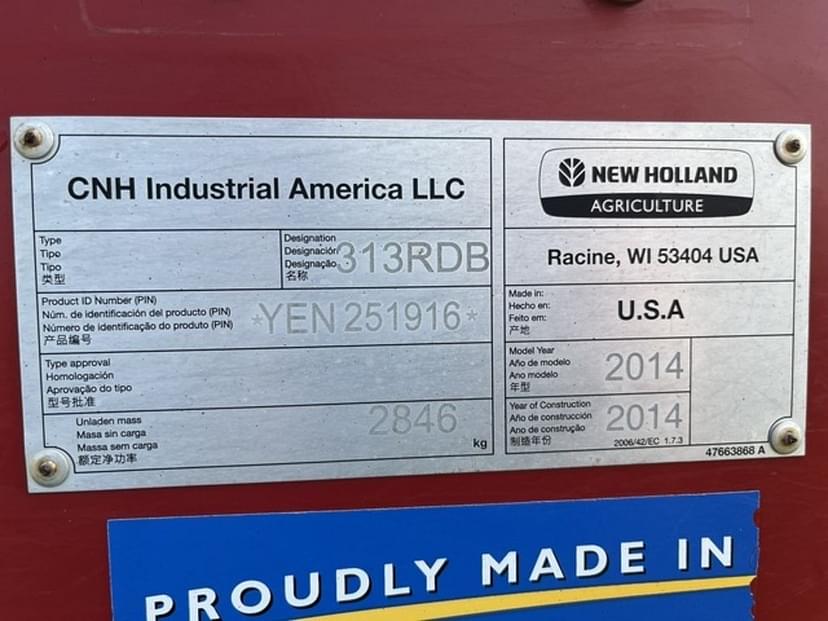 CNH Industrial America LLC
Type
Tipo
Tipo
类型
Designation
Designación
Designação
名称
313RDB
Product ID Number (PIN)
Núm. de identificación del producto (PIN)
Número de identificação do produto (PIN)
产品编号
*YEN251916*
Type approval
Homologación
Aprovação do tipo
型号批准
Unladen mass
Masa sin carga
Massa sem carga
额定净功率
2846
kg
NEW HOLLAND
AGRICULTURE
Racine, WI 53404 USA
Made in:
Hecho en:
Feito em:
产地
U.S.A
Model Year
Año de modelo
Ano modelo
年型
2014
Year of Construction
Año de construcción
Ano de construção
制造年份
2014
2006/42/EC 1.7.3
47663868 A
PROUDLY MADE IN